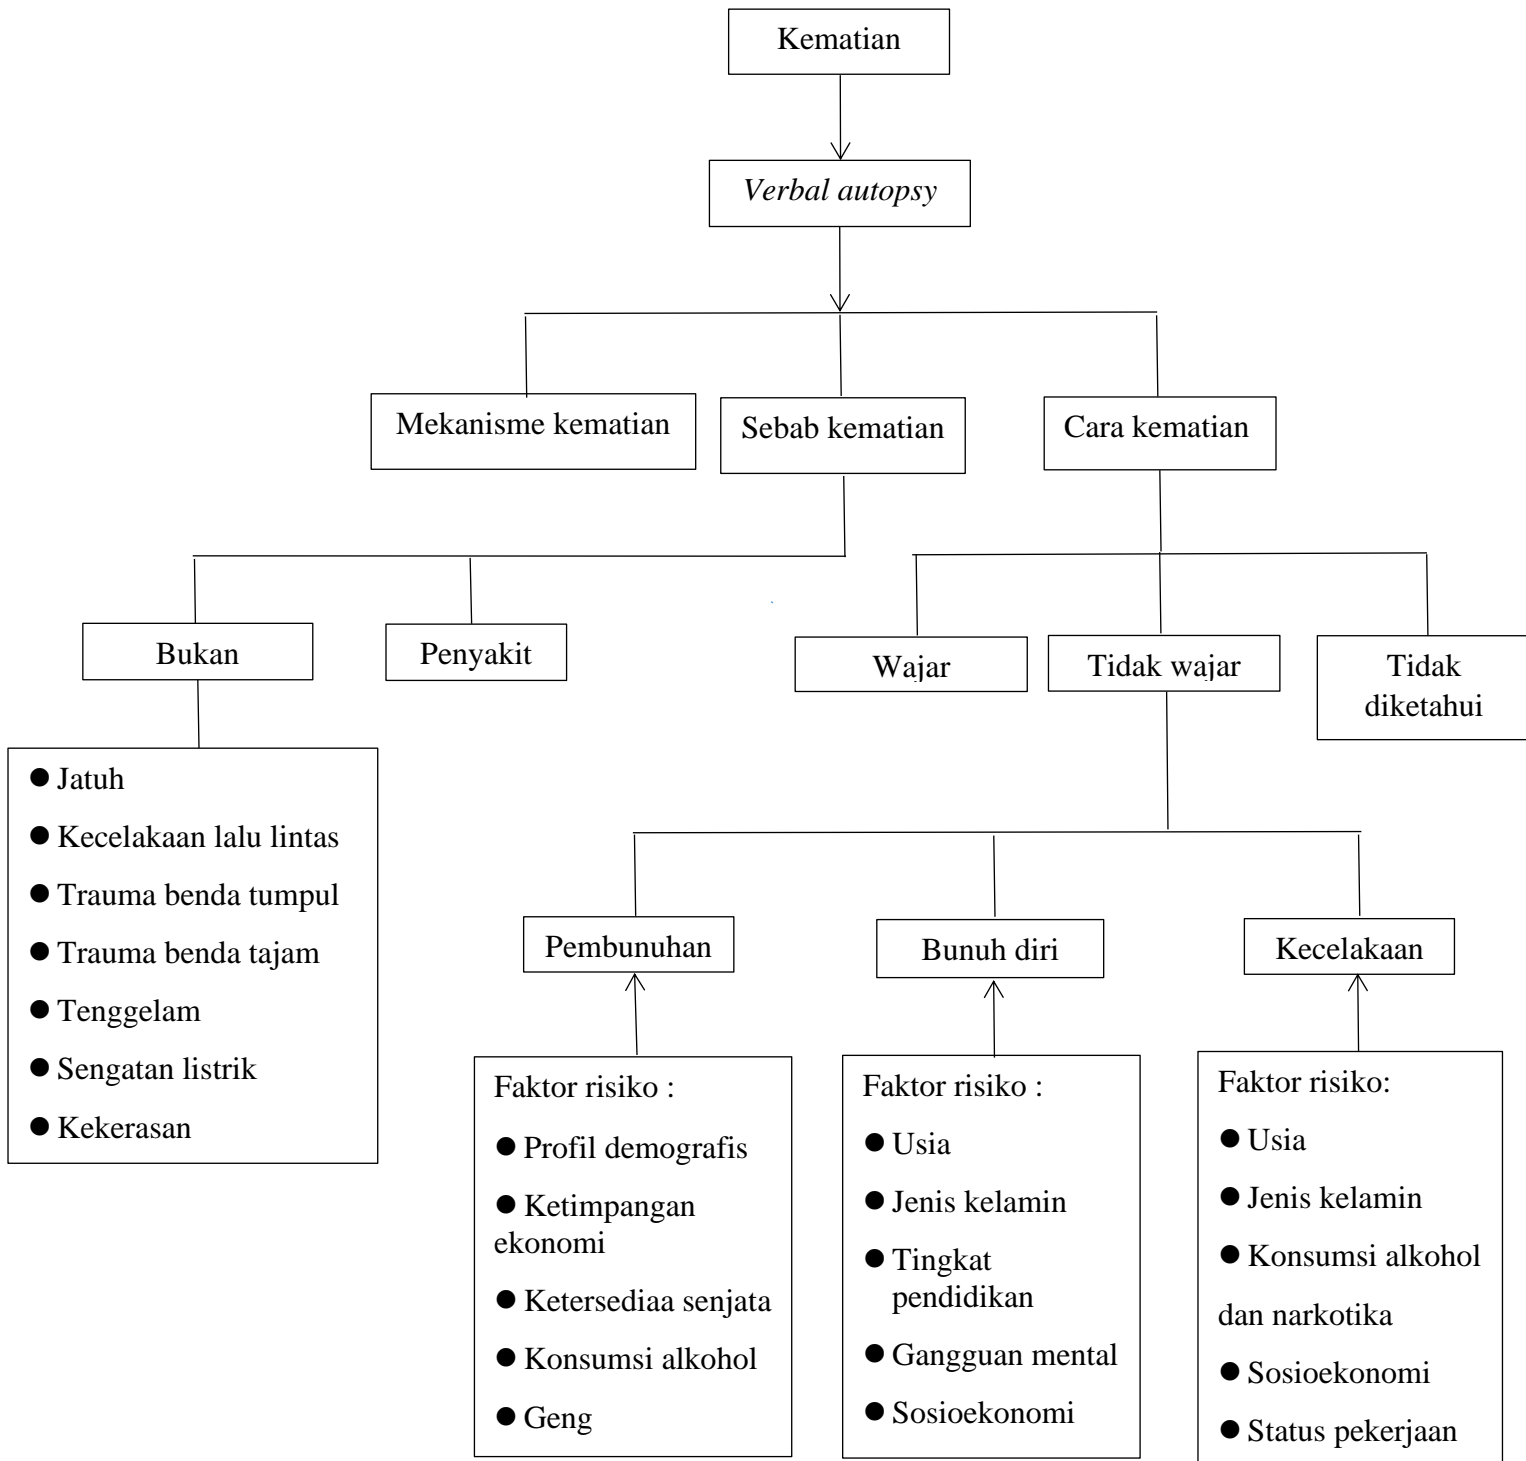 Kematian
Verbal autopsy
Mekanisme kematian
Sebab kematian
Cara kematian
Bukan
Penyakit
Wajar
Tidak wajar
Tidak
diketahui
● Jatuh
● Kecelakaan lalu lintas
● Trauma benda tumpul
● Trauma benda tajam
● Tenggelam
● Sengatan listrik
● Kekerasan
Pembunuhan
Bunuh diri
Kecelakaan
Faktor risiko :
● Profil demografis
● Ketimpangan
ekonomi
● Ketersediaa senjata
● Konsumsi alkohol
● Geng
Faktor risiko :
● Usia
● Jenis kelamin
● Tingkat
pendidikan
● Gangguan mental
● Sosioekonomi
Faktor risiko:
● Usia
● Jenis kelamin
● Konsumsi alkohol
dan narkotika
● Sosioekonomi
● Status pekerjaan